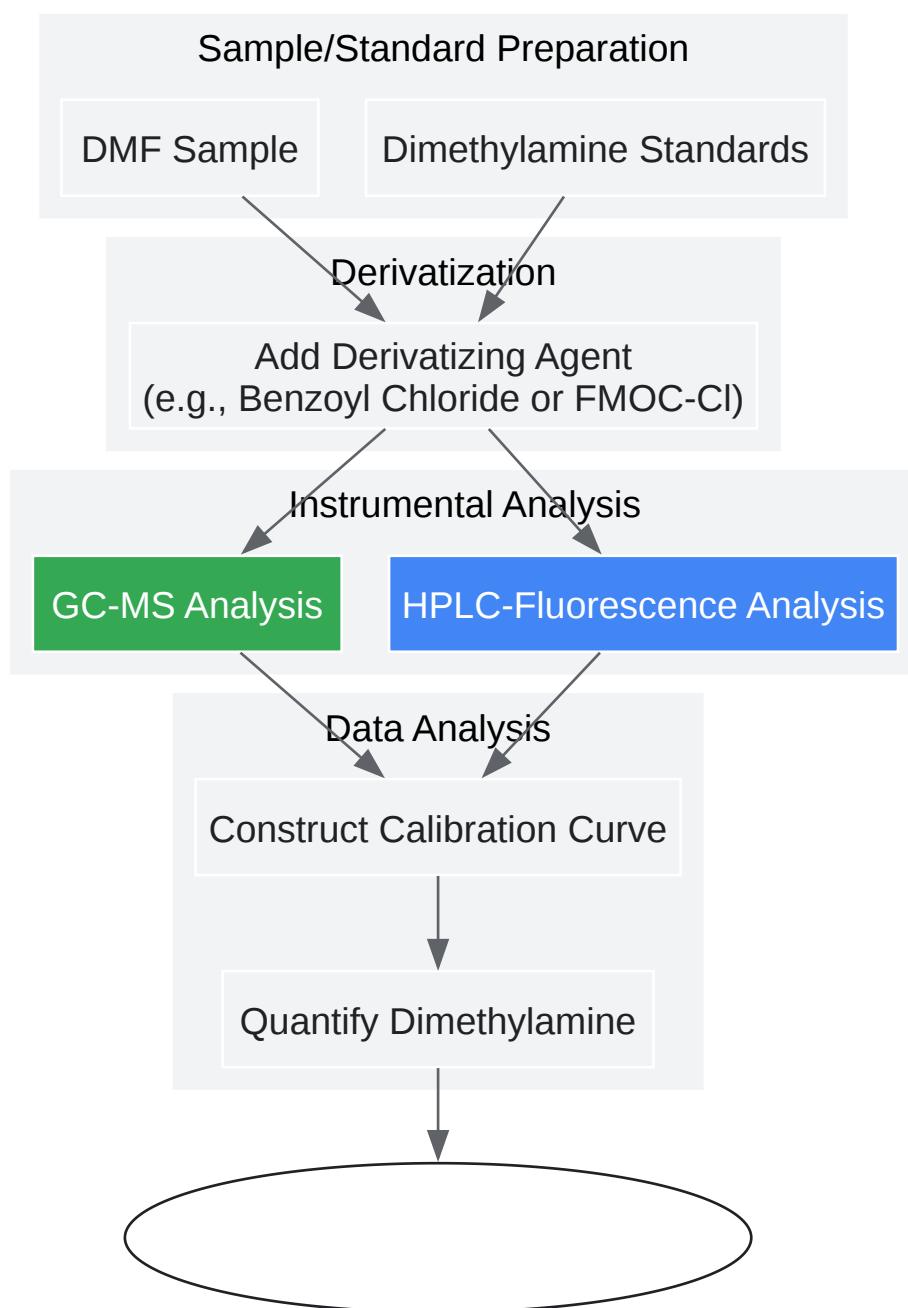 Sample/Standard Preparation
DMF Sample
Dimethylamine Standards
Derivatization
Add Derivatizing Agent
(e.g., Benzoyl Chloride or FMOC-Cl)
Instrumental Analysis
GC-MS Analysis
HPLC-Fluorescence Analysis
Data Analysis
Construct Calibration Curve
Quantify Dimethylamine